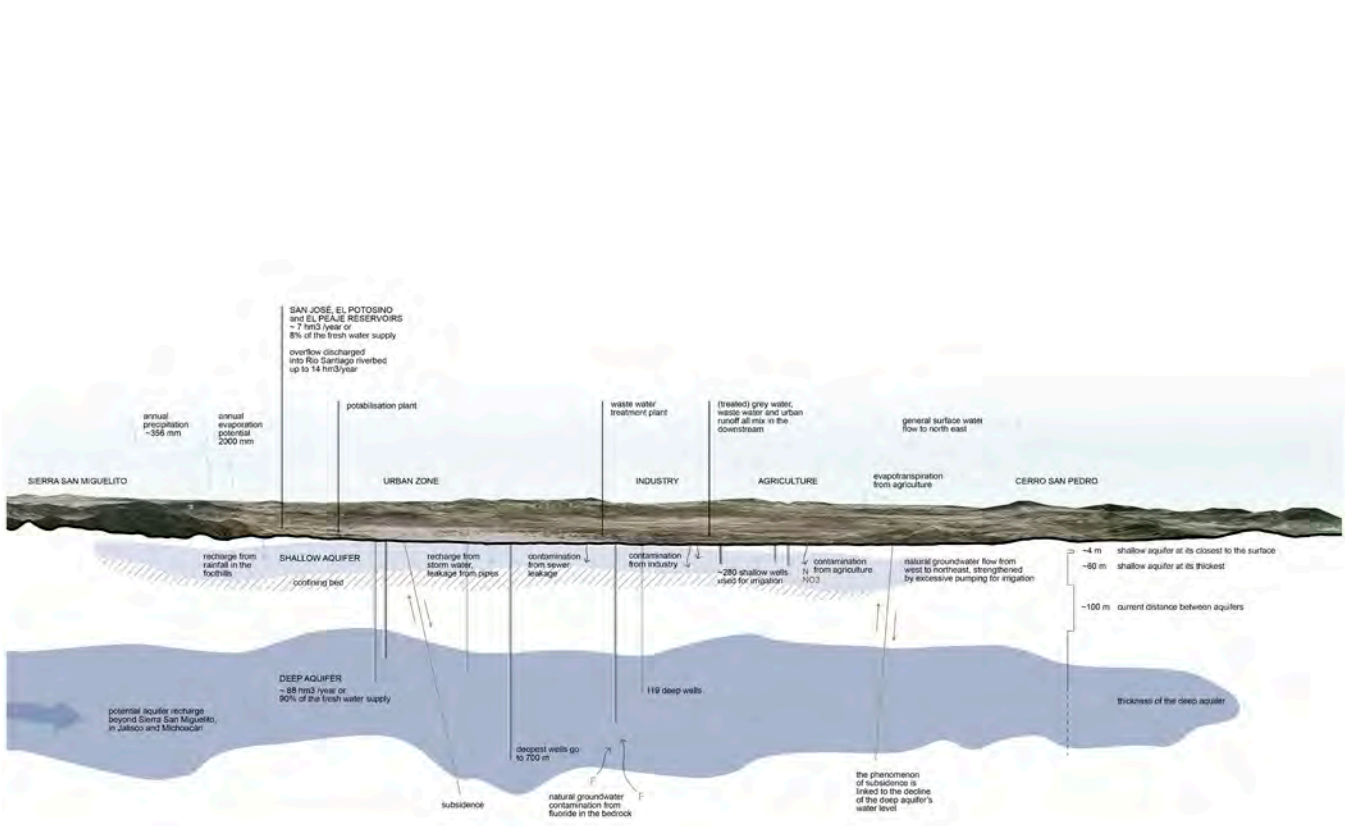 SAN JOSÉ, EL POTOSINO
and EL PEAJE RESERVOIRS
~ 7 hm3 /year or
8% of the fresh water supply
overflow discharged
into Rio Santiago riverbed
up to 14 hm3/year
annual
precipitation
~356 mm
annual
evaporation
potential
2000 mm
potabilisation plant
waste water
treatment plant
(treated) grey water,
waste water and urban
runoff all mix in the
downstream
general surface water
flow to north east
SIERRA SAN MIGUELITO
URBAN ZONE
INDUSTRY
AGRICULTURE
evapotranspiration
from agriculture
CERRO SAN PEDRO
recharge from
rainfall in the
foothills
SHALLOW AQUIFER
confining bed
recharge from
storm water,
leakage from pipes
contamination
from sewer
leakage
contamination
from industry
~280 shallow wells
used for irrigation
N
NO3
contamination
from agriculture
natural groundwater flow from
west to northeast, strengthened
by excessive pumping for irrigation
~4 m shallow aquifer at its closest to the surface
~60 m shallow aquifer at its thickest
~100 m current distance between aquifers
DEEP AQUIFER
~ 88 hm3 /year or
90% of the fresh water supply
119 deep wells
potential aquifer recharge
beyond Sierra San Miguelito,
in Jalisco and Michoacán
thickness of the deep aquifer
deepest wells go
to 700 m
F
F
subsidence
natural groundwater
contamination from
fluoride in the bedrock
the phenomenon
of subsidence is
linked to the decline
of the deep aquifer's
water level